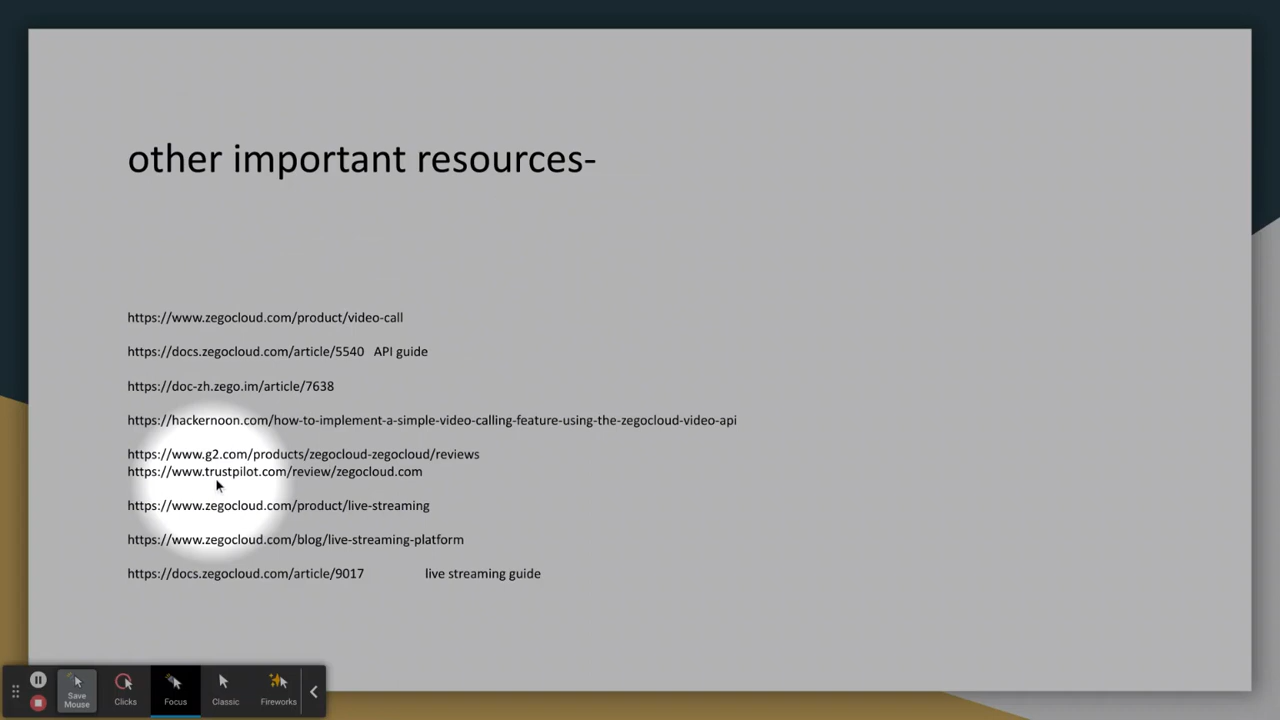 other important resources-
https://www.zegocloud.com/product/video-call
https://docs.zegocloud.com/article/5540 API guide
https://doc-zh.zego.im/article/7638
https://hackernoon.com/how-to-implement-a-simple-video-calling-feature-using-the-zegocloud-video-api
https://www.g2.com/products/zegocloud-zegocloud/reviews
https://www.trustpilot.com/review/zegocloud.com
https://www.zegocloud.com/product/live-streaming
https://www.zegocloud.com/blog/live-streaming-platform
https://docs.zegocloud.com/article/9017 live streaming guide
Save Mouse Clicks Focus Classic Fireworks